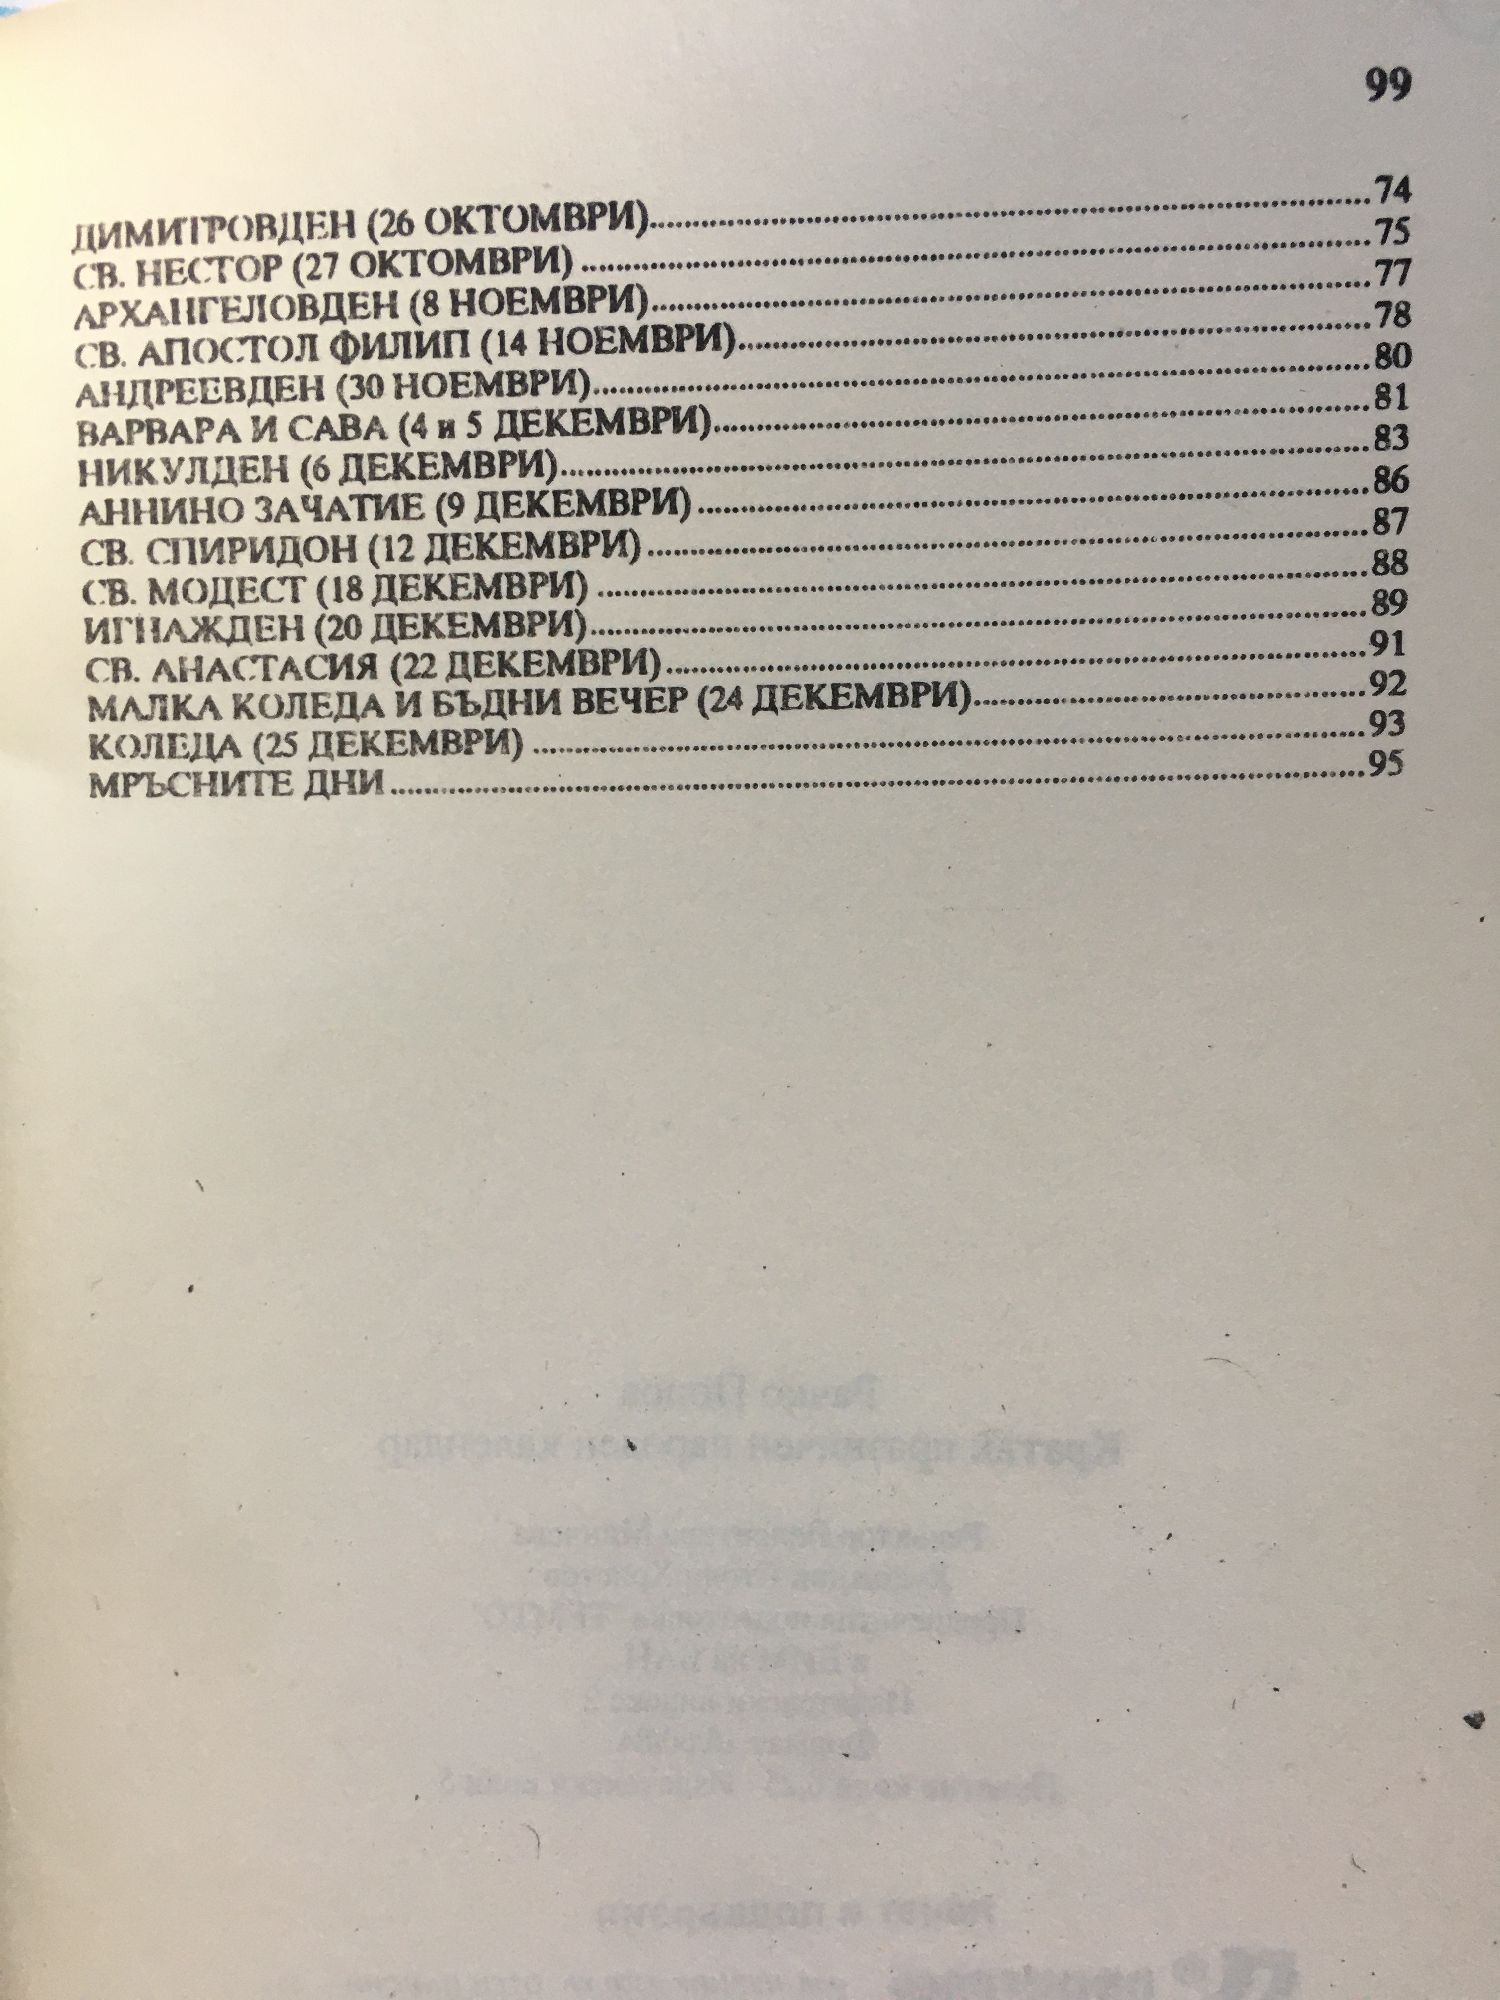 99
ДИМИТРОВДЕН (26 ОКТОМВРИ)........74
СВ. НЕСТОР (27 ОКТОМВРИ) ........75
АРХАНГЕЛОВДЕН (8 НОЕМВРИ)........77
СВ. АПОСТОЛ ФИЛИП (14 НОЕМВРИ)........78
АНДРЕЕВДЕН (30 НОЕМВРИ)........80
ВАРВАРА И САВА (4 и 5 ДЕКЕМВРИ)........81
НИКУЛДЕН (6 ДЕКЕМВРИ)........83
АННИНО ЗАЧАТИЕ (9 ДЕКЕМВРИ) ........86
СВ. СПИРИДОН (12 ДЕКЕМВРИ) ........87
СВ. МОДЕСТ (18 ДЕКЕМВРИ) ........88
ИГНАЖДЕН (20 ДЕКЕМВРИ)........89
СВ. АНАСТАСИЯ (22 ДЕКЕМВРИ)........91
МАЛКА КОЛЕДА И БЪДНИ ВЕЧЕР (24 ДЕКЕМВРИ)........92
КОЛЕДА (25 ДЕКЕМВРИ) ........93
МРЪСНИТЕ ДНИ........95